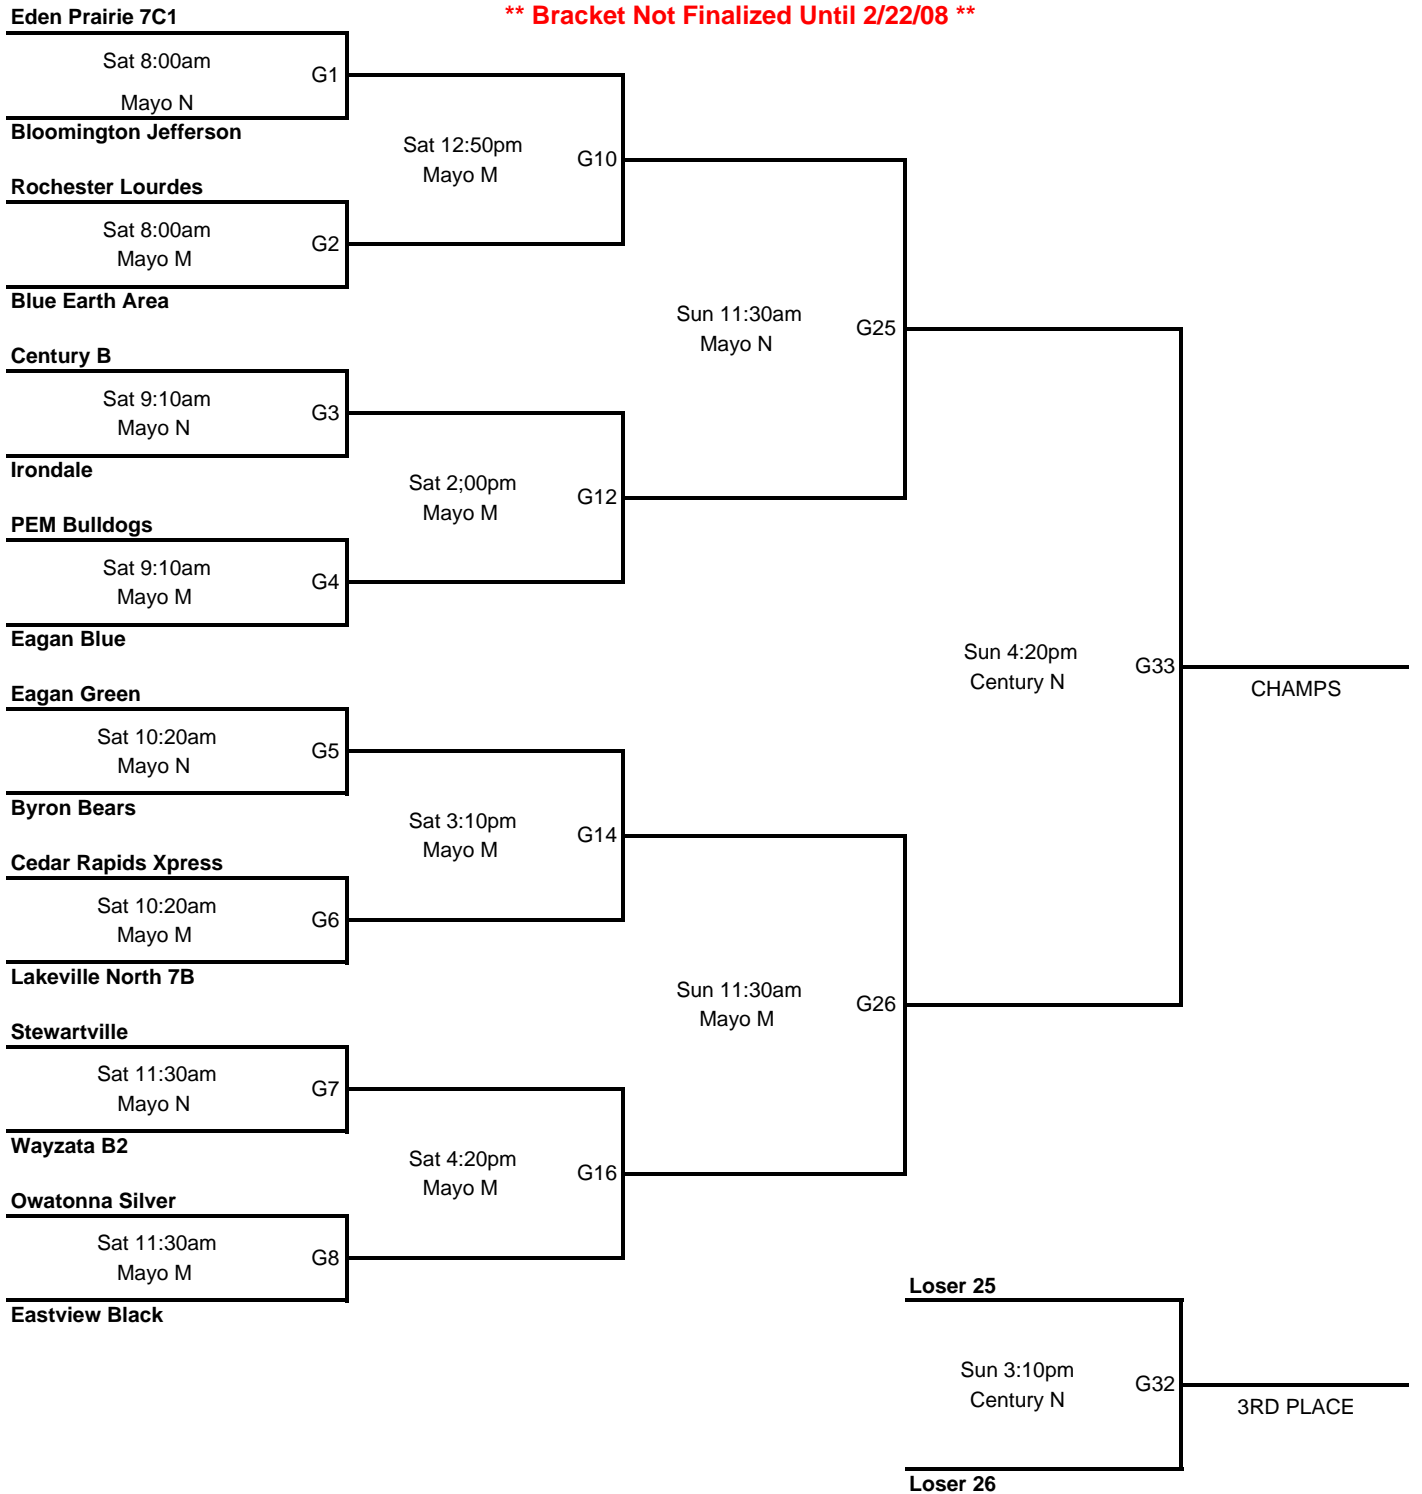 Eden Prairie 7C1
** Bracket Not Finalized Until 2/22/08 **
Sat 8:00am
G1
Mayo N
Bloomington Jefferson
Sat 12:50pm
G10
Mayo M
Rochester Lourdes
Sat 8:00am
G2
Mayo M
Blue Earth Area
Sun 11:30am
G25
Mayo N
Century B
Sat 9:10am
G3
Mayo N
Irondale
Sat 2;00pm
G12
Mayo M
PEM Bulldogs
Sat 9:10am
G4
Mayo M
Eagan Blue
Sun 4:20pm
G33
Century N
CHAMPS
Eagan Green
Sat 10:20am
G5
Mayo N
Byron Bears
Sat 3:10pm
G14
Mayo M
Cedar Rapids Xpress
Sat 10:20am
G6
Mayo M
Lakeville North 7B
Sun 11:30am
G26
Mayo M
Stewartville
Sat 11:30am
G7
Mayo N
Wayzata B2
Sat 4:20pm
G16
Mayo M
Owatonna Silver
Sat 11:30am
G8
Mayo M
Eastview Black
Loser 25
Sun 3:10pm
G32
Century N
3RD PLACE
Loser 26